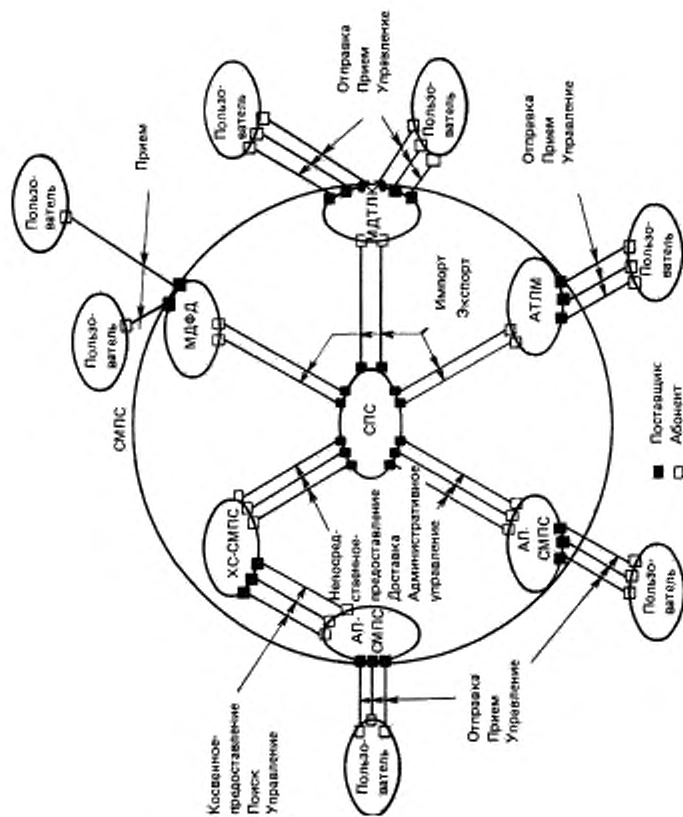 Косвенное
предоставление
Поиск
Управление
СМПС
Пользо-
ватель
Пользо-
ватель
Прием
Пользо-
ватель
АП-
СМПС
ХС-СМПС
МДФД
Пользо-
ватель
Отправка
Прием
Управление
Непосред-
ственное
предоставление
Доставка
Административное
управление
СПС
МДТЛК
Пользо-
ватель
Импорт
Экспорт
Отправка
Прием
Управление
АП-
СМПС
АТЛМ
Отправка
Прием
Управление
Пользо-
ватель
Пользо-
ватель
Поставщик
Абонент